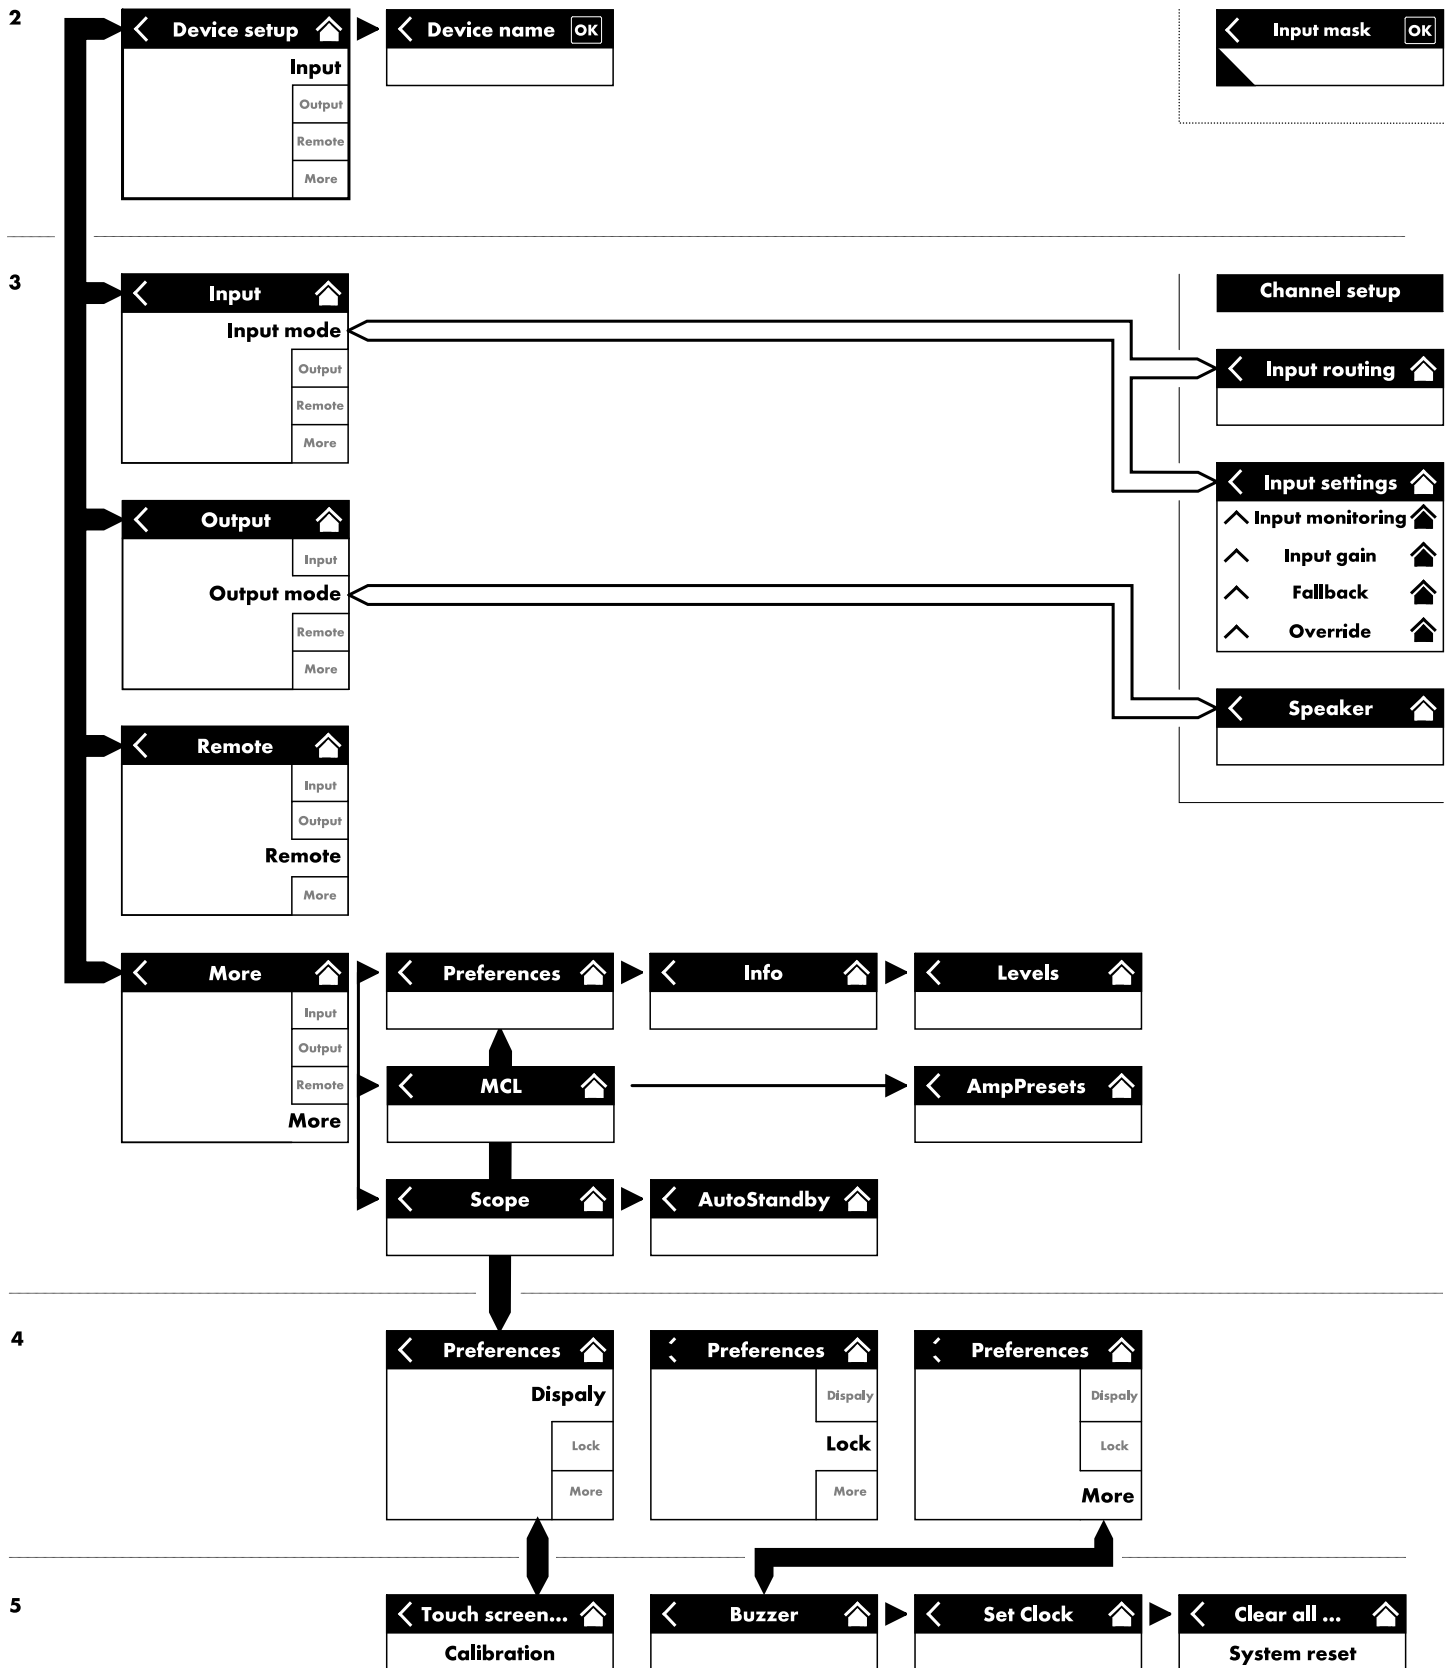 2
Device setup
Device name OK
Input mask OK
Input
Output
Remote
More
3
Input
Channel setup
Input mode
Output
Remote
More
Input routing
Input settings
Input monitoring
Input gain
Fallback
Override
Output
Input
Output mode
Remote
More
Speaker
Remote
Input
Output
Remote
More
More
Preferences
Info
Levels
Input
Output
Remote
More
MCL
AmpPresets
Scope
AutoStandby
4
Preferences
Preferences
Preferences
Dispaly
Lock
More
Dispaly
Lock
More
Dispaly
Lock
More
5
Touch screen...
Buzzer
Set Clock
Clear all ...
Calibration
System reset